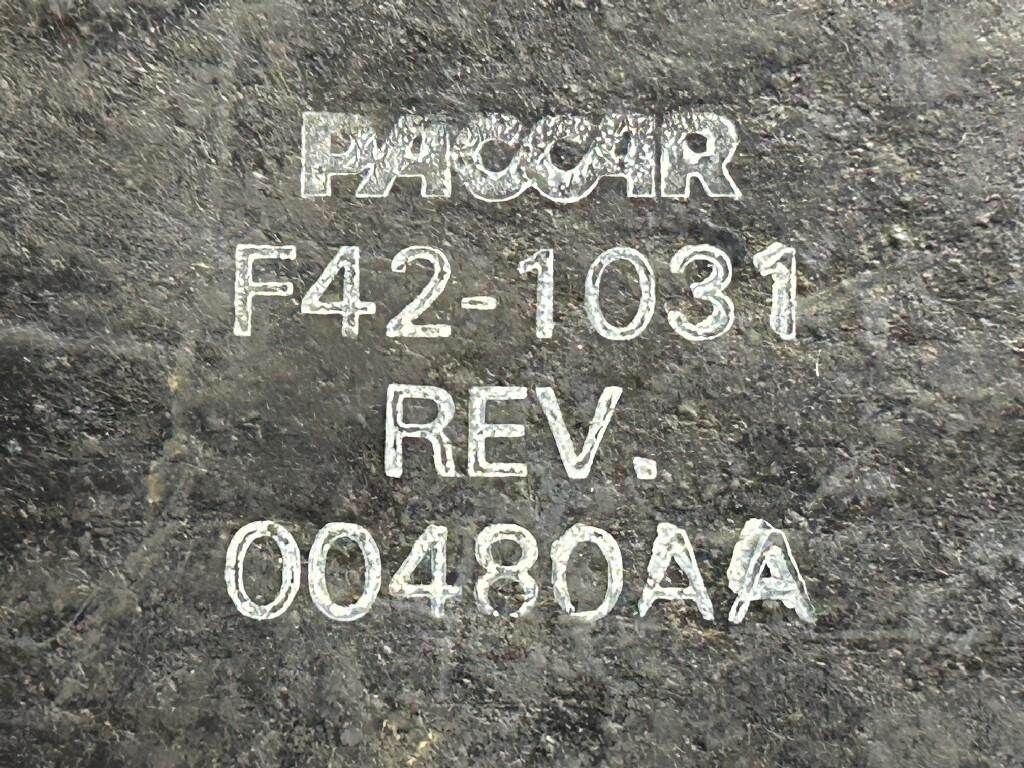 PACCAR
F42-1031
REV.
00480AA